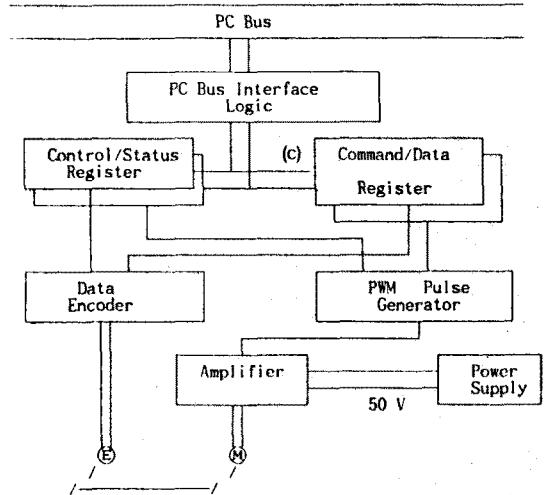 PC Bus
PC Bus Interface
Logic
Control/Status
Register
(c)
Command/Data
Register
Data
Encoder
PWM Pulse
Generator
Amplifier
Power
Supply
50 V
E
M